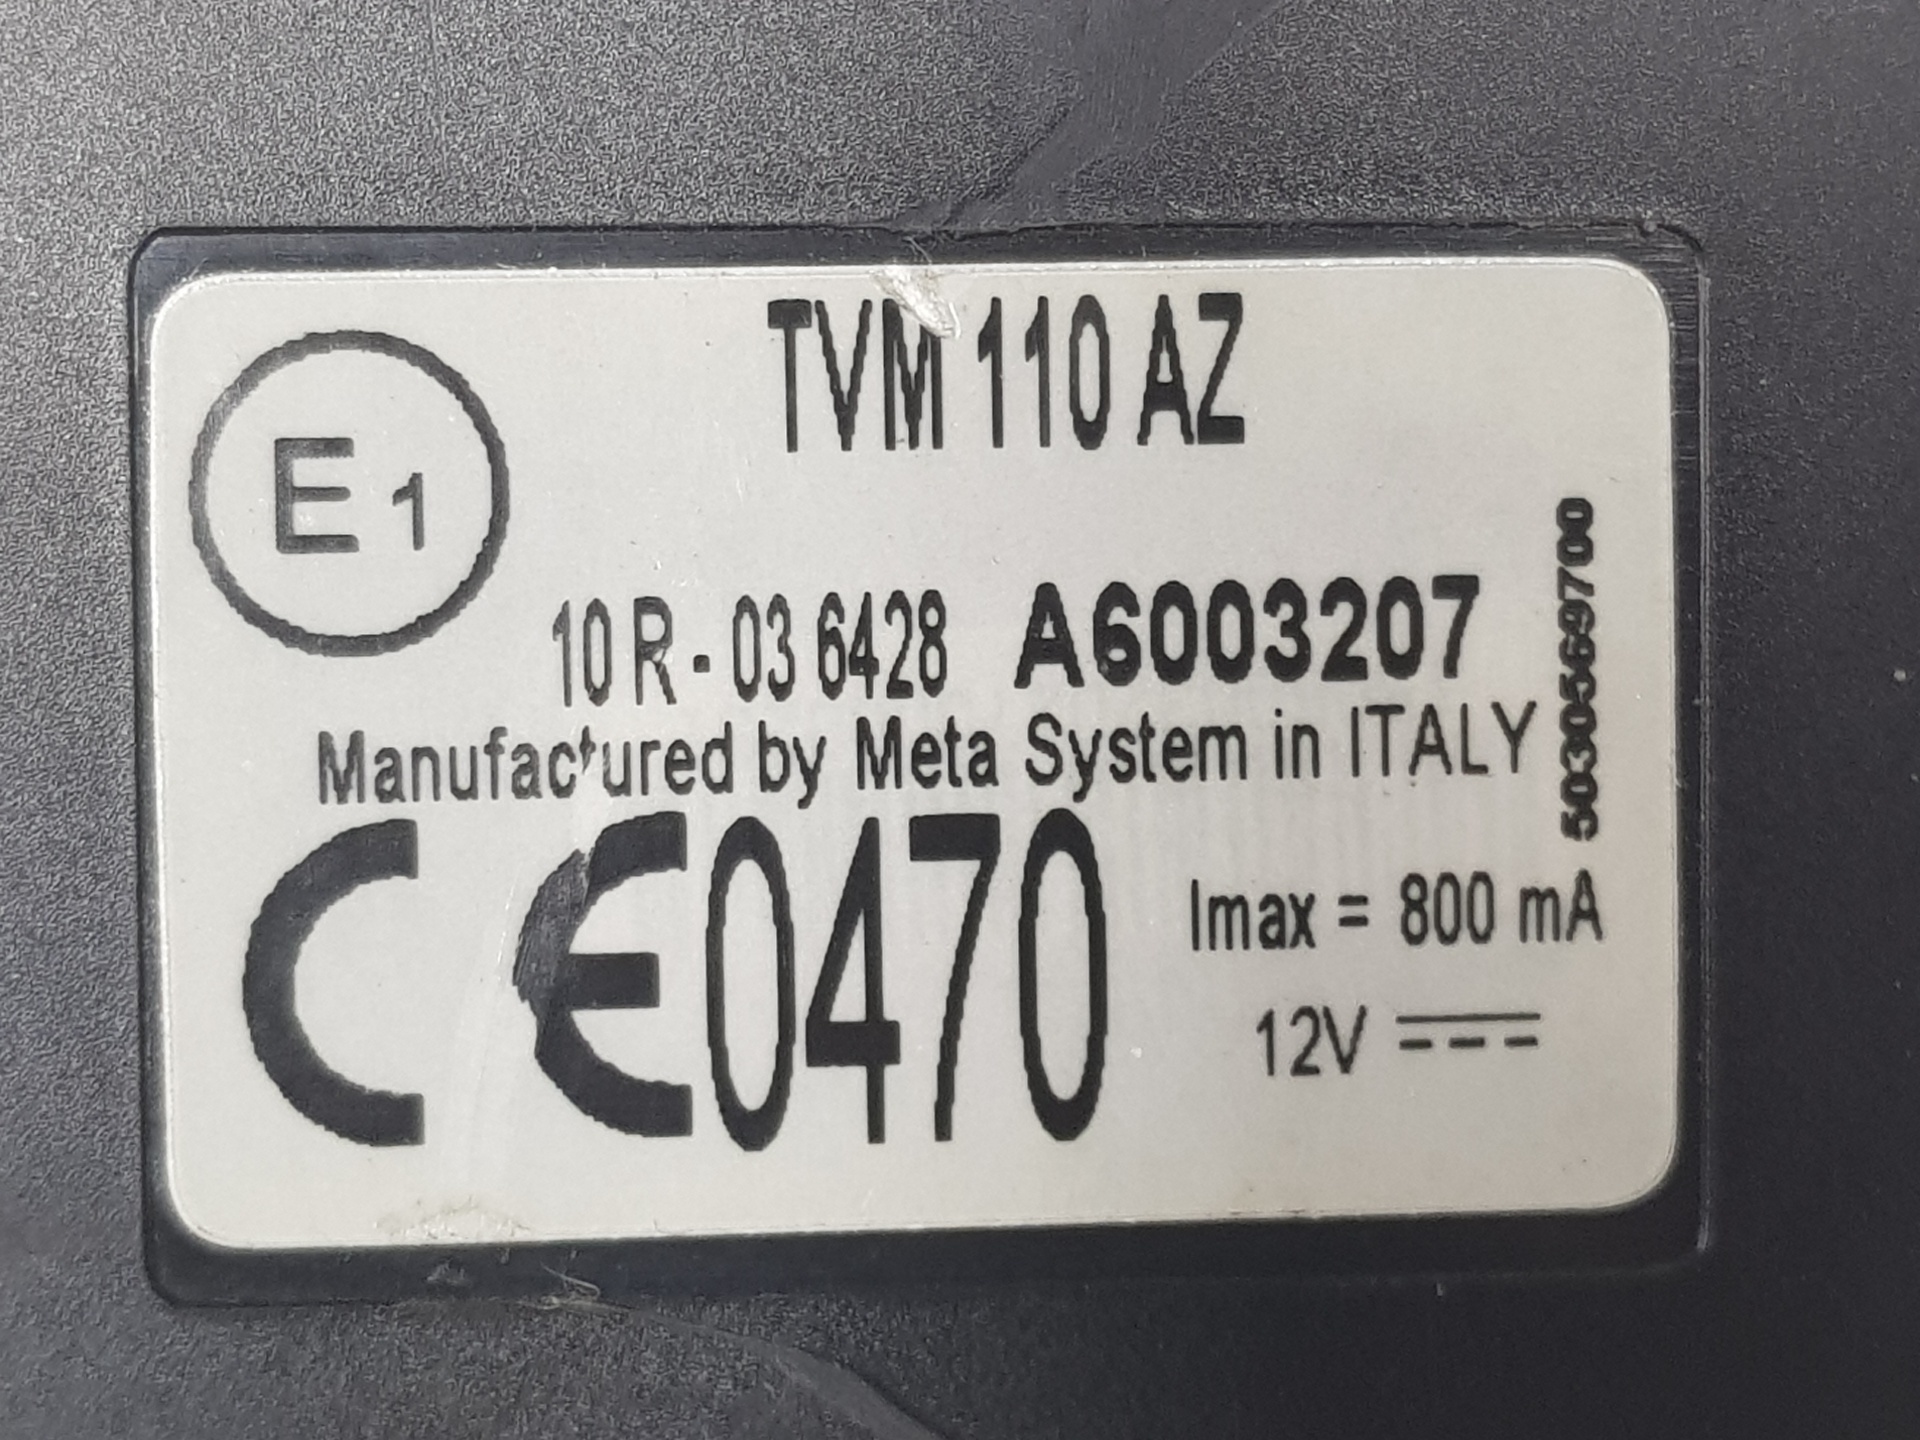 TVM 110 AZ
E1
10 R - 03 6428 A6003207
Manufactured by Meta System in ITALY
5030569700
CE0470
Imax = 800 mA
12V